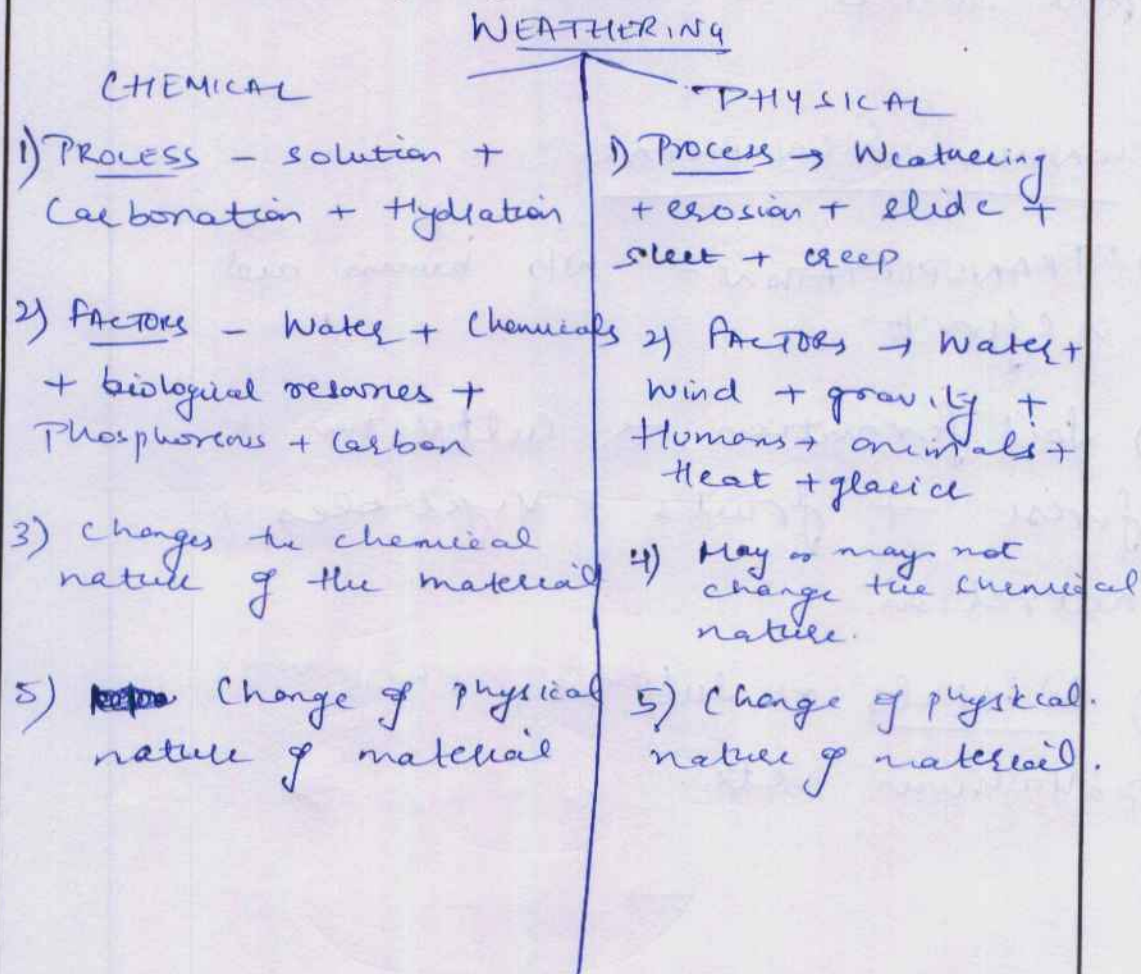 WEATHERING
CHEMICAL
1) PROCESS - solution +
Carbonation + Hydration
2) FACTORS - Water + Chemicals
+ biological +
Phosphorous + carbon
3) Changes the chemical
nature of the material
5) Change of physical
nature of material
PHYSICAL
1) Process → Weathering
+ erosion + slide +
sleet + creep
2) FACTORS → Water +
wind + gravity +
Humans + animals +
Heat + glacier
4) May or may not
change the chemical
nature.
5) Change of physical.
nature of material.